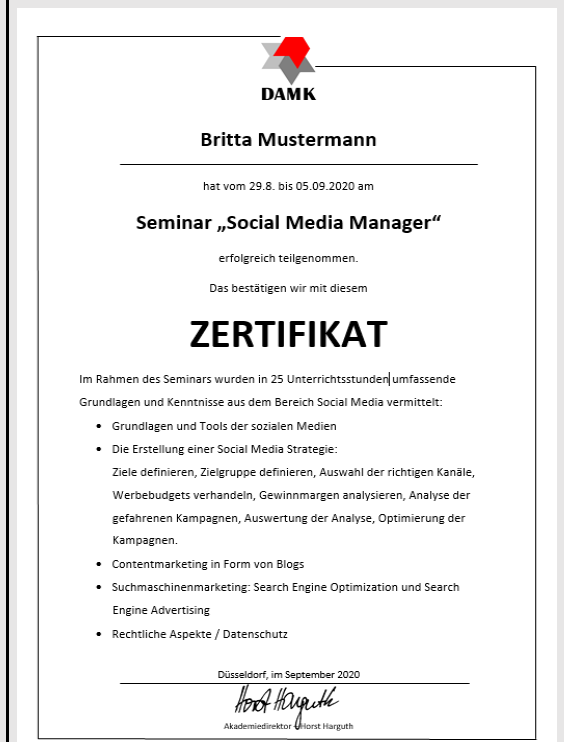 DAMK
Britta Mustermann
hat vom 29.8. bis 05.09.2020 am
Seminar „Social Media Manager“
erfolgreich teilgenommen.
Das bestätigen wir mit diesem
ZERTIFIKAT
Im Rahmen des Seminars wurden in 25 Unterrichtsstunden umfassende
Grundlagen und Kenntnisse aus dem Bereich Social Media vermittelt:
• Grundlagen und Tools der sozialen Medien
• Die Erstellung einer Social Media Strategie:
Ziele definieren, Zielgruppe definieren, Auswahl der richtigen Kanäle,
Werbebudgets verhandeln, Gewinnmargen analysieren, Analyse der
gefahrenen Kampagnen, Auswertung der Analyse, Optimierung der
Kampagnen.
• Contentmarketing in Form von Blogs
• Suchmaschinenmarketing: Search Engine Optimization und Search
Engine Advertising
• Rechtliche Aspekte / Datenschutz
Düsseldorf, im September 2020
Horst Harguth
Akademiedirektor – Horst Harguth